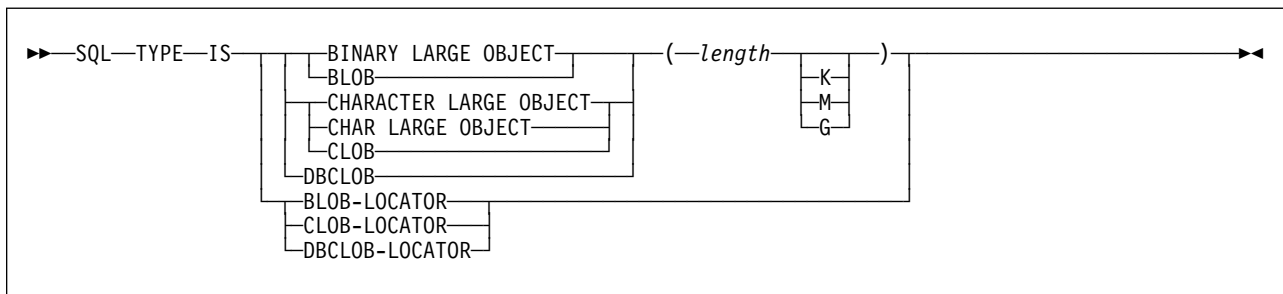 SQL TYPE IS BINARY LARGE OBJECT ( length )
BLOB K
CHARACTER LARGE OBJECT M
CHAR LARGE OBJECT G
CLOB
DBCLOB
BLOB-LOCATOR
CLOB-LOCATOR
DBCLOB-LOCATOR